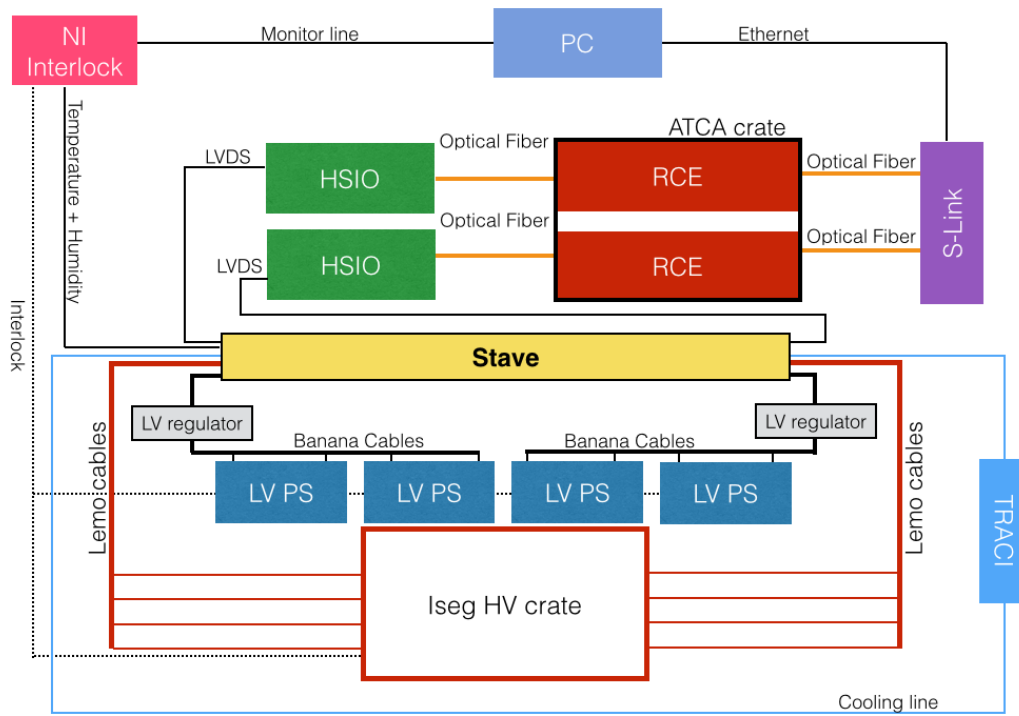 NI
Interlock
Monitor line
PC
Ethernet
Temperature + Humidity
Interlock
LVDS
HSIO
Optical Fiber
ATCA crate
RCE
Optical Fiber
S-Link
LVDS
HSIO
Optical Fiber
RCE
Optical Fiber
Stave
LV regulator
LV regulator
Banana Cables
Banana Cables
Lemo cables
LV PS
LV PS
LV PS
LV PS
Lemo cables
TRACI
Iseg HV crate
Cooling line